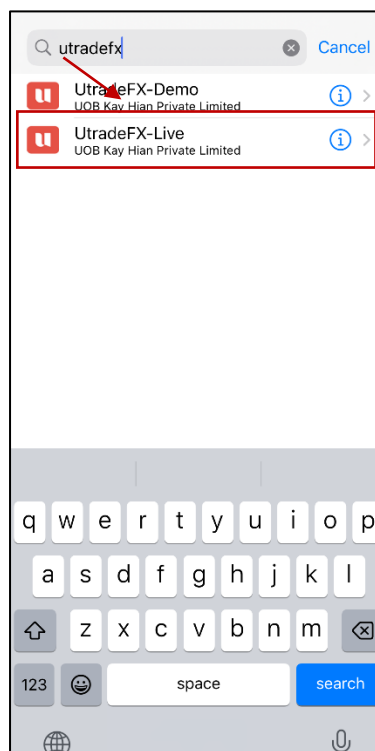 utradefx
Cancel
UtradeFX-Demo
UOB Kay Hian Private Limited
UtradeFX-Live
UOB Kay Hian Private Limited
q w e r t y u i o p
a s d f g h j k l
z x c v b n m
123 space search